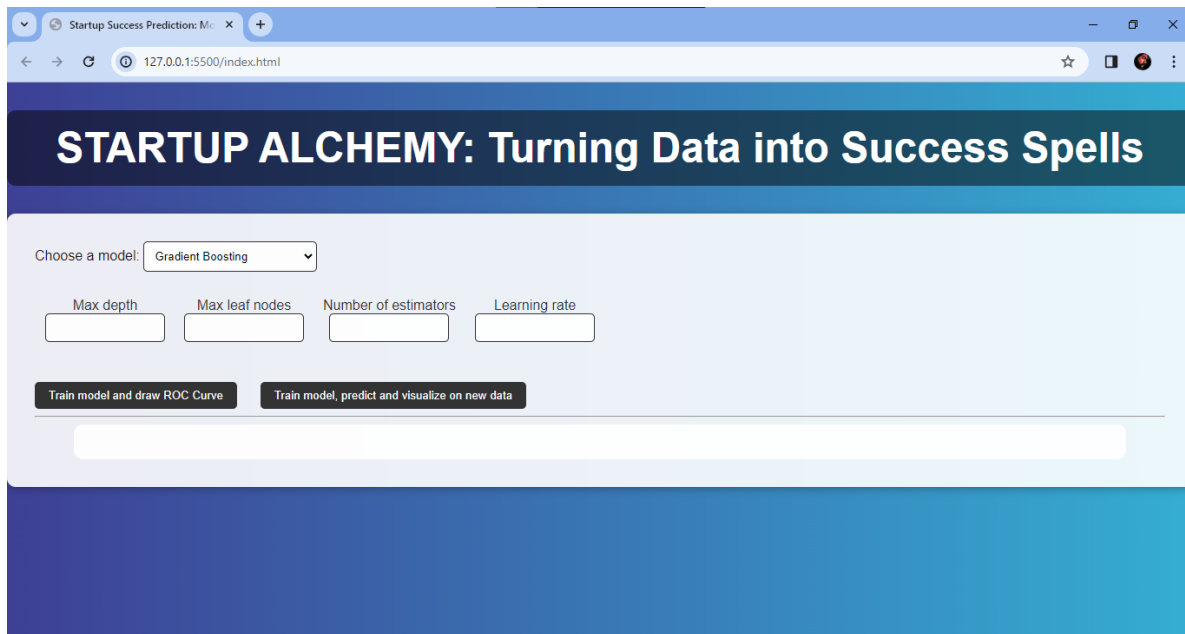 Startup Success Prediction: Mo
127.0.0.1:5500/index.html
STARTUP ALCHEMY: Turning Data into Success Spells
Choose a model: Gradient Boosting
Max depth Max leaf nodes Number of estimators Learning rate
Train model and draw ROC Curve Train model, predict and visualize on new data